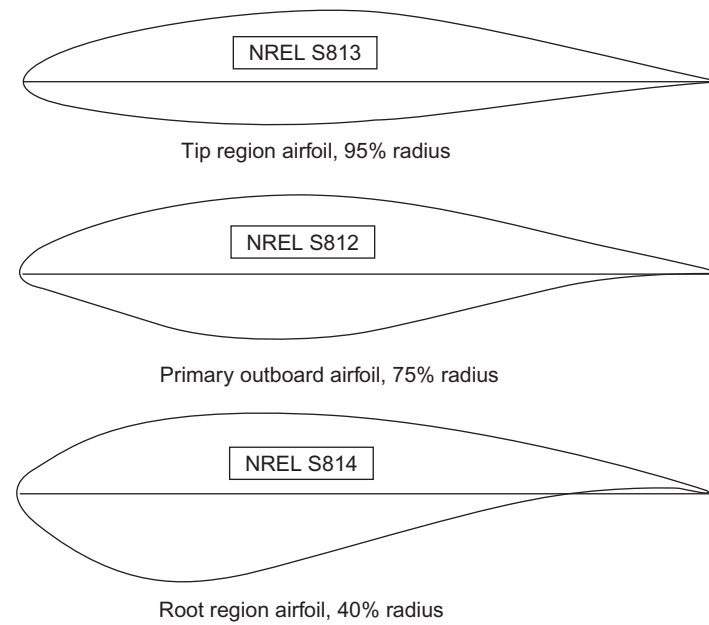 NREL S813
Tip region airfoil, 95% radius
NREL S812
Primary outboard airfoil, 75% radius
NREL S814
Root region airfoil, 40% radius